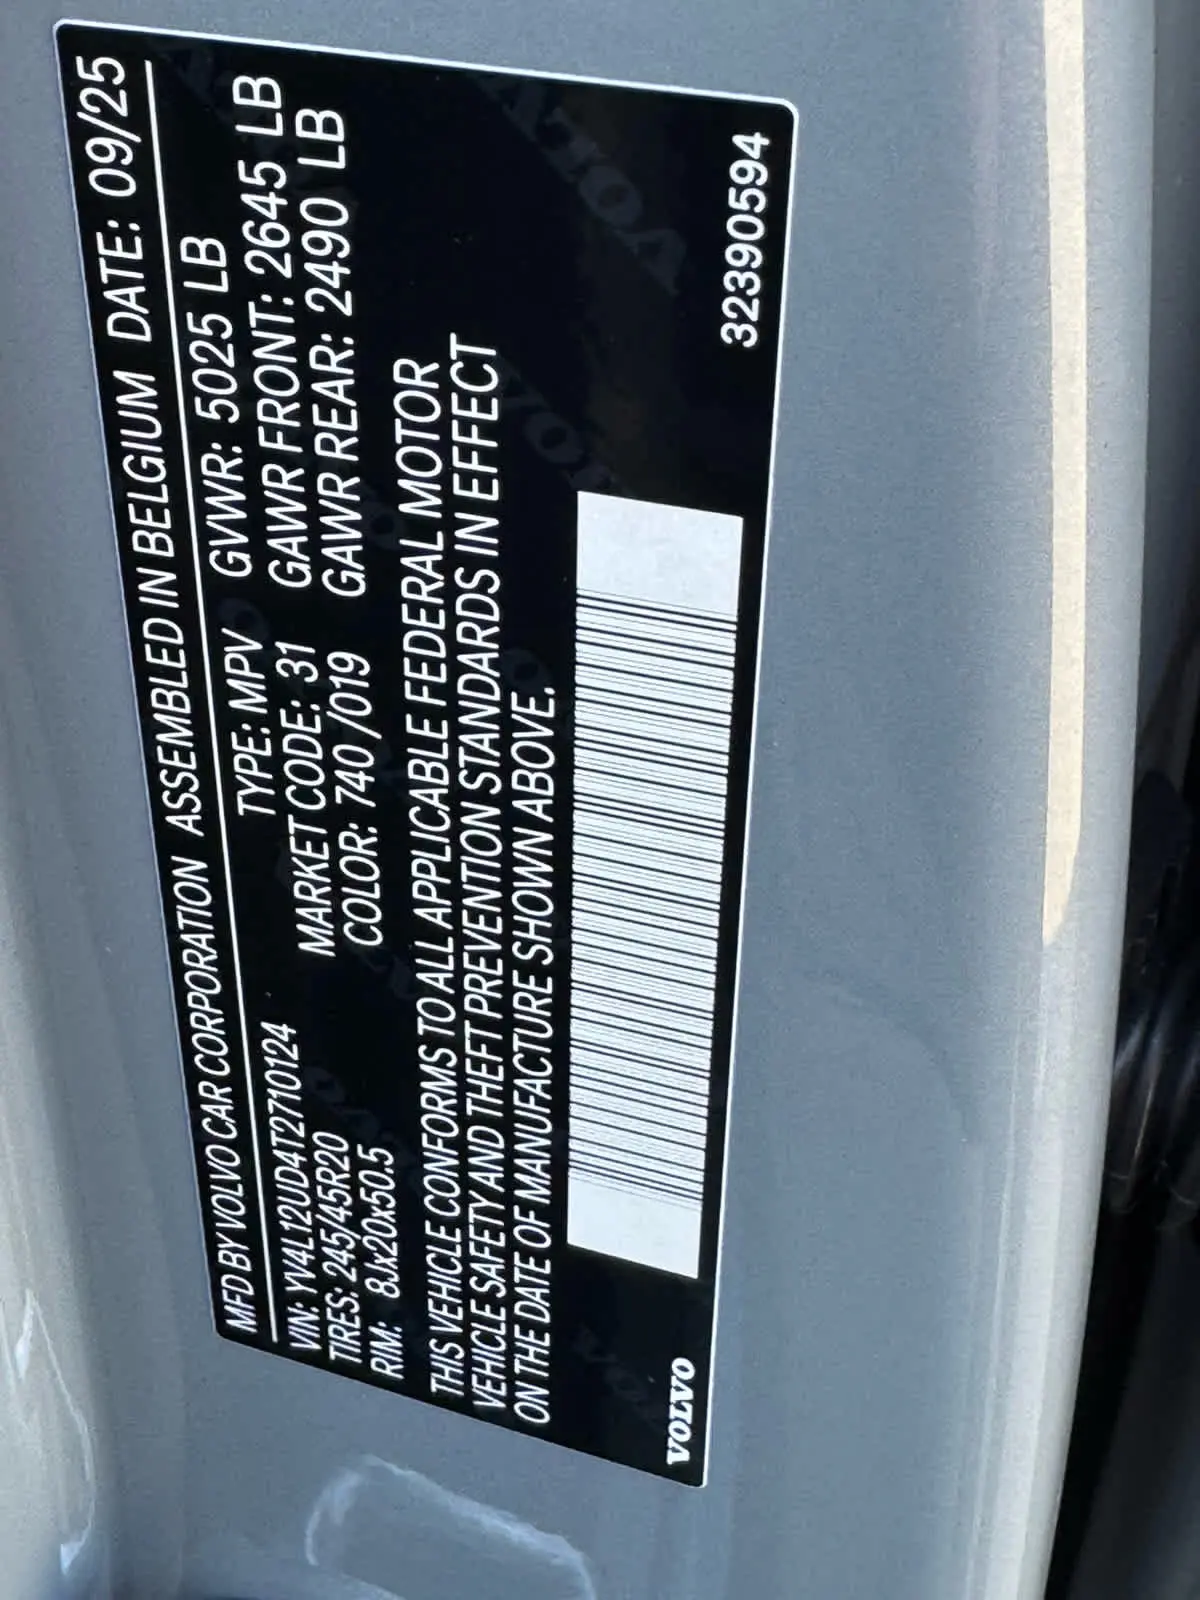 MFD BY VOLVO CAR CORPORATION ASSEMBLED IN BELGIUM DATE: 09/25
VIN: YV4L12UD4T2710124 TYPE: MPV GVWR: 5025 LB
TIRES: 245/45R20 MARKET CODE: 31 GAWR FRONT: 2645 LB
RIM: 8Jx20x50.5 COLOR: 740 /019 GAWR REAR: 2490 LB
THIS VEHICLE CONFORMS TO ALL APPLICABLE FEDERAL MOTOR
VEHICLE SAFETY AND THEFT PREVENTION STANDARDS IN EFFECT
ON THE DATE OF MANUFACTURE SHOWN ABOVE.
VOLVO 32390594